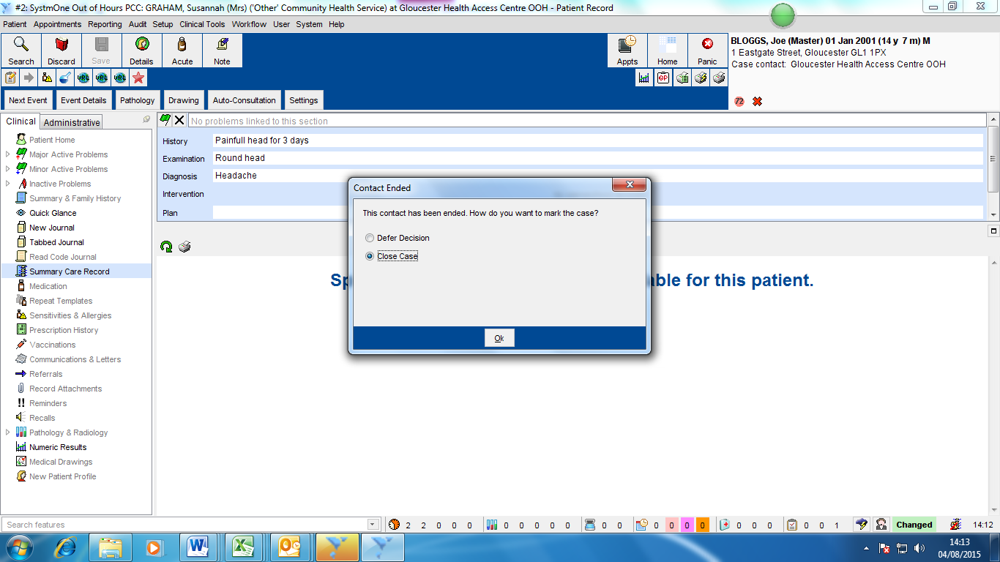 #2: SystmOne Out of Hours PCC: GRAHAM, Susannah (Mrs) ('Other' Community Health Service) at Gloucester Health Access Centre OOH - Patient Record
Patient Appointments Reporting Audit Setup Clinical Tools Workflow User System Help
Search Discard Save Details Acute Note Appts Home Panic
BLOGGS, Joe (Master) 01 Jan 2001 (14 y 7 m) M
1 Eastgate Street, Gloucester GL1 1PX
Case contact: Gloucester Health Access Centre OOH
URL URL URL GP
72
Next Event Event Details Pathology Drawing Auto-Consultation Settings
Clinical Administrative
No problems linked to this section
History Painfull head for 3 days
Examination Round head
Diagnosis Headache
Intervention
Plan
Patient Home
Major Active Problems
Minor Active Problems
Inactive Problems
Summary & Family History
Quick Glance
New Journal
Tabbed Journal
Read Code Journal
Summary Care Record
Medication
Repeat Templates
Sensitivities & Allergies
Prescription History
Vaccinations
Communications & Letters
Referrals
Record Attachments
Reminders
Recalls
Pathology & Radiology
Numeric Results
Medical Drawings
New Patient Profile
Contact Ended
This contact has been ended. How do you want to mark the case?
Defer Decision
Close Case
Ok
Sp
able for this patient.
Search features
2 2 0 0 0 0 0 0 0 0 0 0 0 0 0 0 0 0 0 0 0 1 Changed 14:12
14:13
04/08/2015